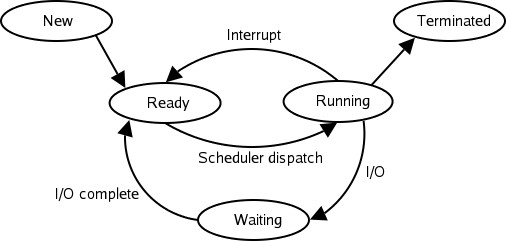 New
Terminated
Interrupt
Ready
Running
Scheduler dispatch
I/O
I/O complete
Waiting